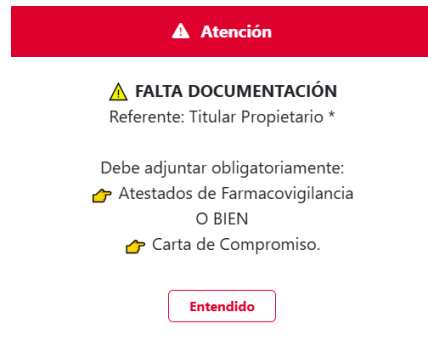 Atención
FALTA DOCUMENTACIÓN
Referente: Titular Propietario *
Debe adjuntar obligatoriamente:
Atestados de Farmacovigilancia
O BIEN
Carta de Compromiso.
Entendido